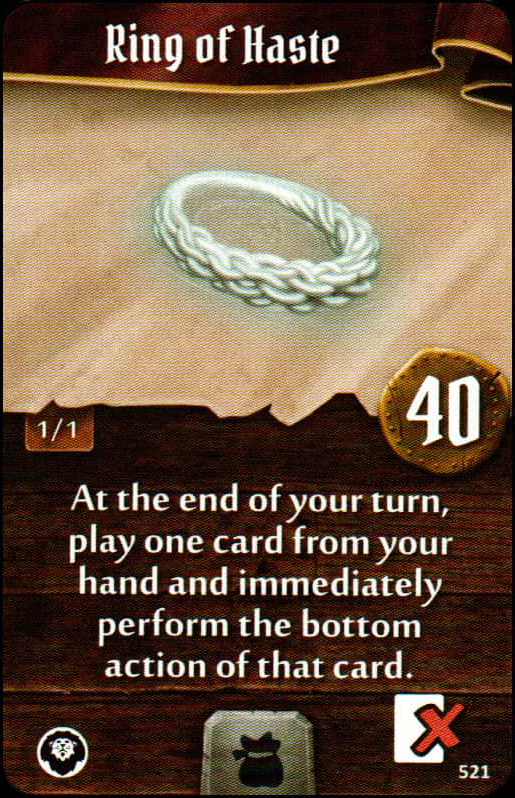 Ring of Haste
40
1/1
At the end of your turn,
play one card from your
hand and immediately
perform the bottom
action of that card.
521